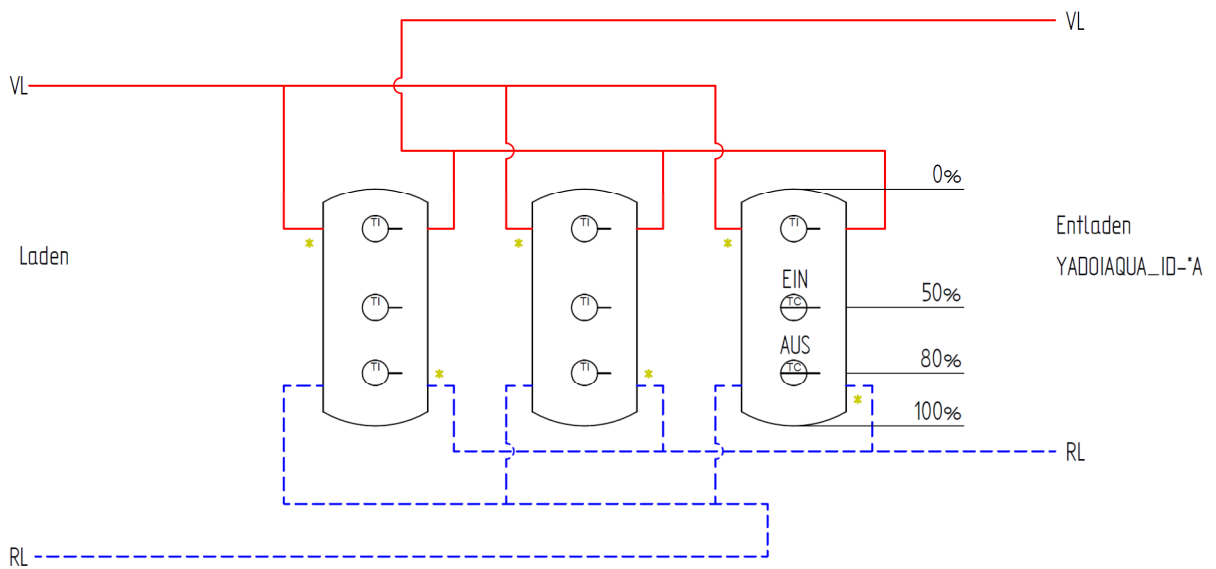 VL
VL
0%
TI
TI
TI
Entladen
Laden
YADOIAQUA_ID-*A
EIN
50%
TI
TI
TC
AUS
80%
TI
*
TI
*
TC
*
*
*
*
100%
RL
RL